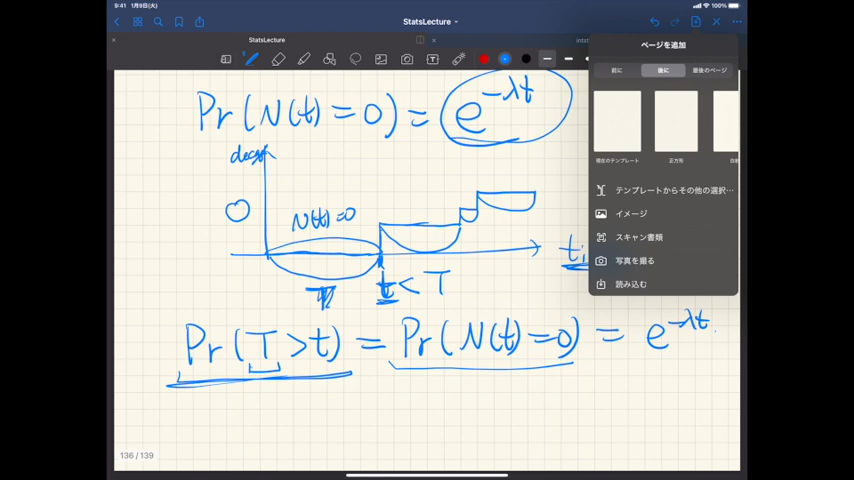 9:41 1月9日(火)
100%
StatsLecture
StatsLecture
ページを追加
前に 後に 最後のページ
現在のテンプレート 正方形
テンプレートからその他の選択…
イメージ
スキャン書類
写真を撮る
読み込む
Pr(N(t)=0) = e^-λt
0
N(t)=0
t < T
Pr(T>t) = Pr(N(t)=0) = e^-λt
136 / 139